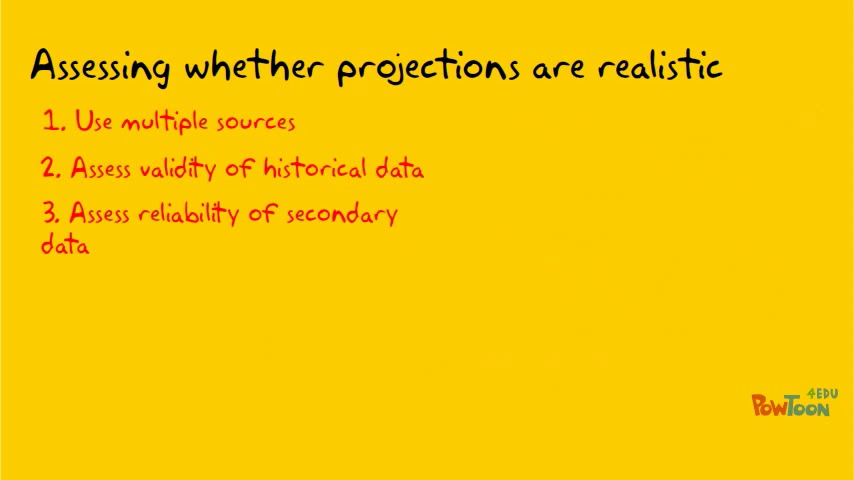 Assessing whether projections are realistic
1. Use multiple sources
2. Assess validity of historical data
3. Assess reliability of secondary
data
4EDU
PowToon